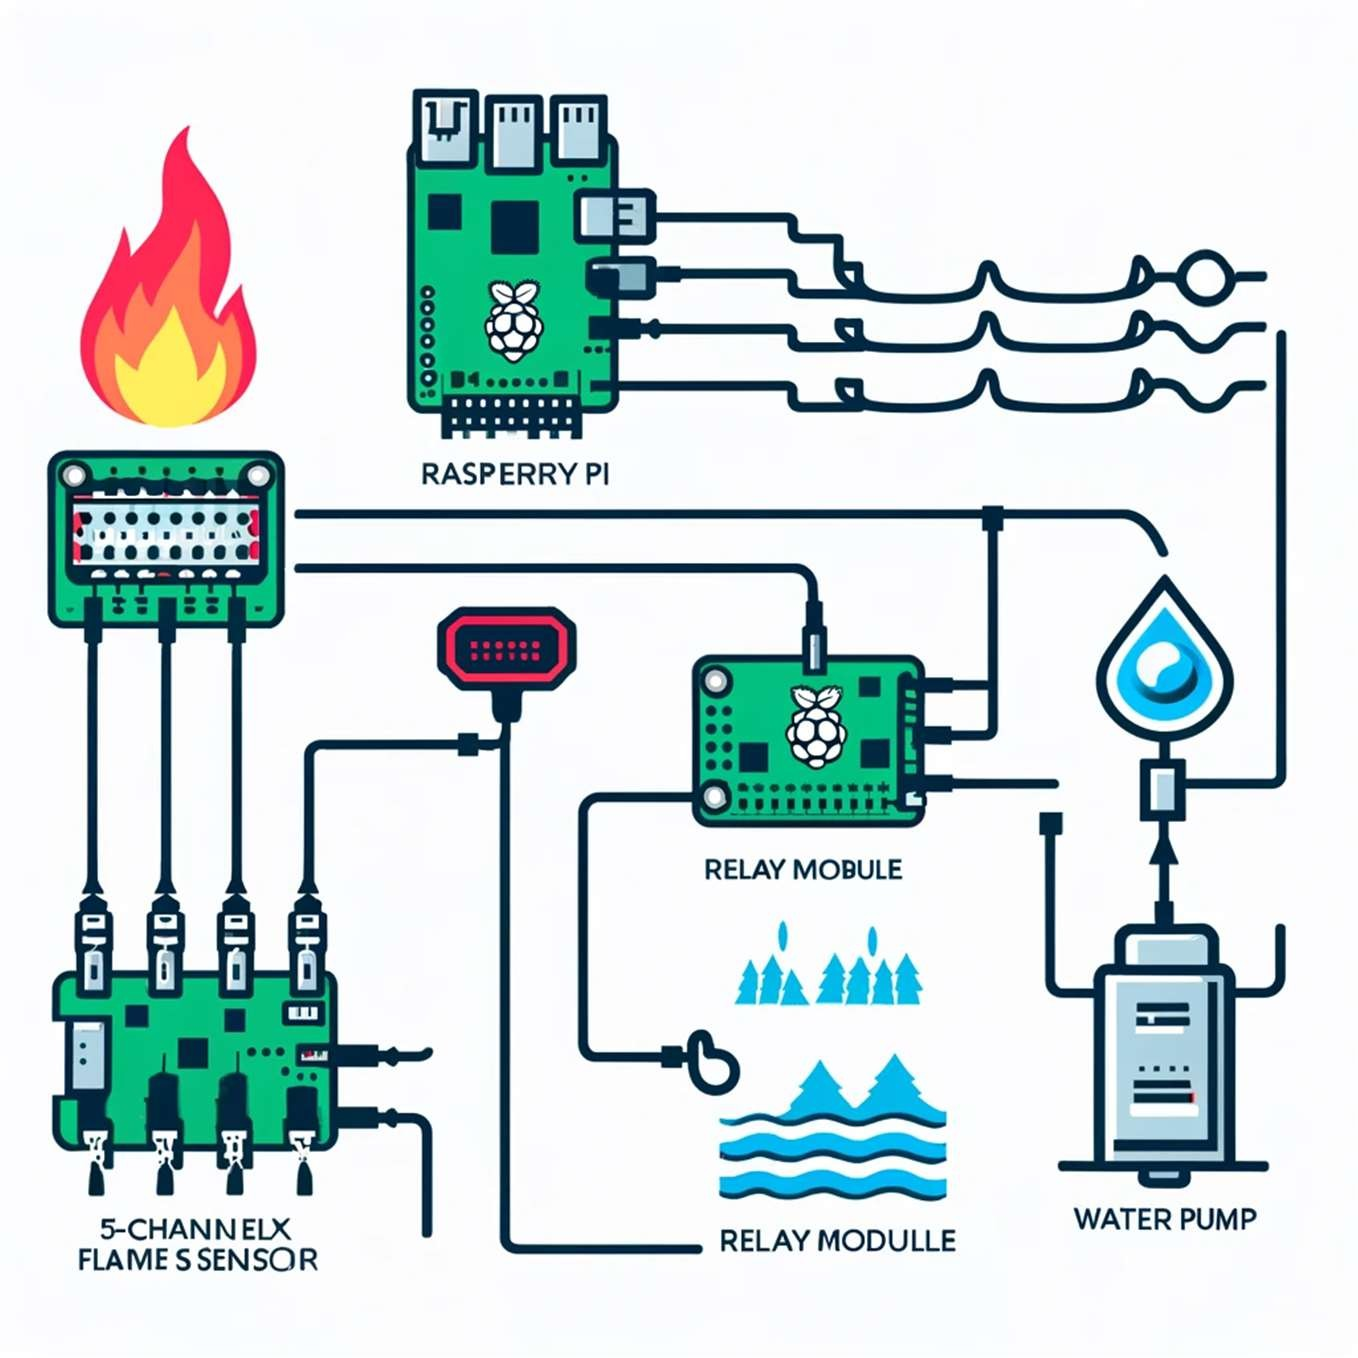 RASPERRY PI
RELAY MOBULE
5-CHANNELX
FLAME S SENSOR
RELAY MODULLE
WATER PUMP